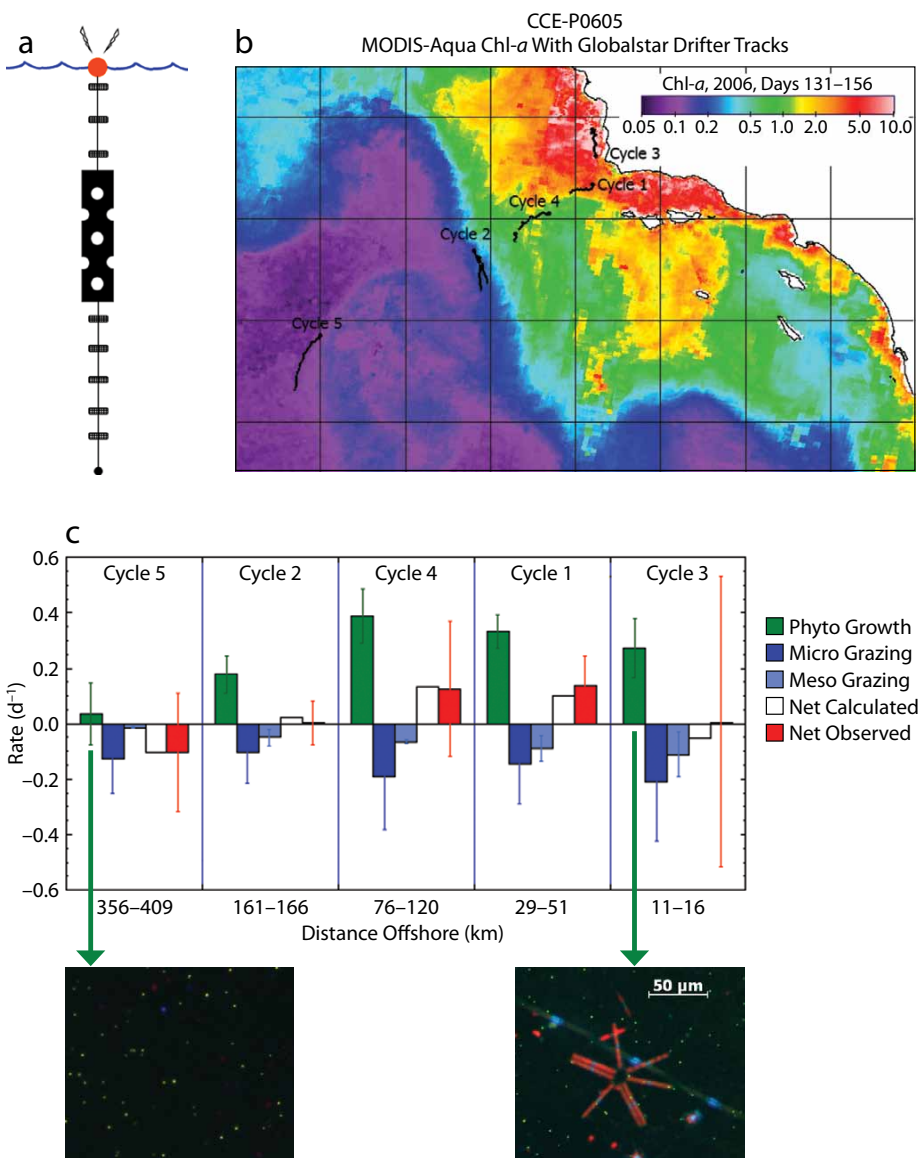 a
b
CCE-P0605
MODIS-Aqua Chl-a With Globalstar Drifter Tracks
Chl-a, 2006, Days 131–156
0.05 0.1 0.2 0.5 1.0 2.0 5.0 10.0
Cycle 3
Cycle 1
Cycle 4
Cycle 2
Cycle 5
c
Cycle 5 Cycle 2 Cycle 4 Cycle 1 Cycle 3
0.6
0.4
0.2
0.0
−0.2
−0.4
−0.6
Rate (d⁻¹)
Phyto Growth
Micro Grazing
Meso Grazing
Net Calculated
Net Observed
356–409 161–166 76–120 29–51 11–16
Distance Offshore (km)
50 µm